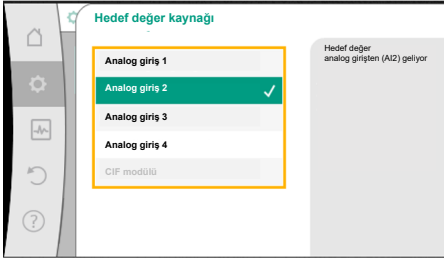 Hedef değer kaynağı
Analog giriş 1
Analog giriş 2
Analog giriş 3
Analog giriş 4
CIF modülü
Hedef değer
analog girişten (AI2) geliyor